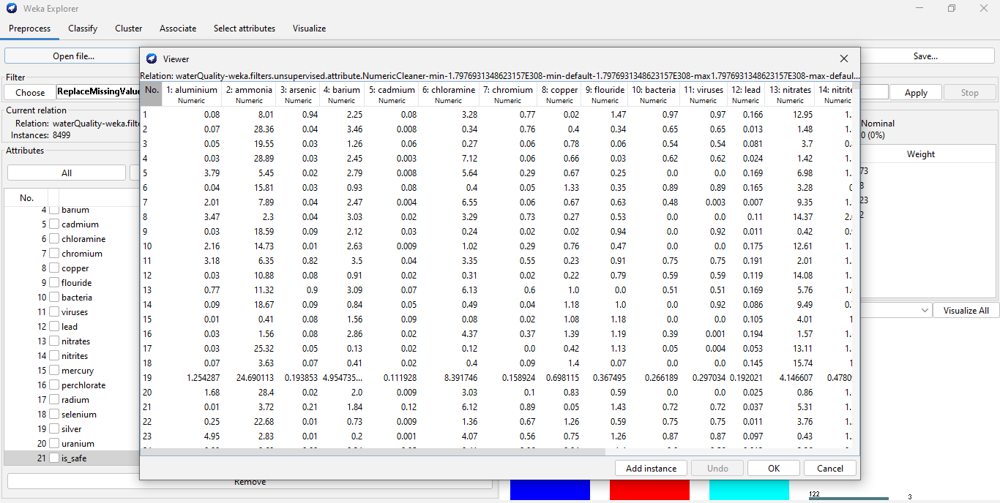 Weka Explorer
Preprocess Classify Cluster Associate Select attributes Visualize
Open file... Save...
Viewer
Relation: waterQuality-weka.filters.unsupervised.attribute.NumericCleaner-min-1.7976931348623157E308-min-default-1.7976931348623157E308-max1.7976931348623157E308-max-defaul...
Filter
Choose ReplaceMissingValue Apply Stop
Current relation
Relation: waterQuality-weka.filte
Instances: 8499
Nominal
0 (0%)
Attributes
All
Weight
No.
4 barium
5 cadmium
6 chloramine
7 chromium
8 copper
9 flouride
10 bacteria
11 viruses
12 lead
13 nitrates
14 nitrites
15 mercury
16 perchlorate
17 radium
18 selenium
19 silver
20 uranium
21 is_safe
Remove
73
8
23
2
Visualize All
No. 1: aluminium 2: ammonia 3: arsenic 4: barium 5: cadmium 6: chloramine 7: chromium 8: copper 9: flouride 10: bacteria 11: viruses 12: lead 13: nitrates 14: nitrite
Numeric Numeric Numeric Numeric Numeric Numeric Numeric Numeric Numeric Numeric Numeric Numeric Numeric Numeric
1 0.08 8.01 0.94 2.25 0.08 3.28 0.77 0.02 1.47 0.97 0.97 0.166 12.95 1.
2 0.07 28.36 0.04 3.46 0.008 0.34 0.76 0.4 0.34 0.65 0.65 0.013 1.48 1.
3 0.05 19.55 0.03 1.26 0.06 0.27 0.06 0.78 0.06 0.54 0.54 0.081 3.7 0.
4 0.03 28.89 0.03 2.45 0.003 7.12 0.06 0.66 0.03 0.62 0.62 0.024 1.42 1.
5 3.79 5.45 0.02 2.79 0.008 5.64 0.29 0.67 0.25 0.0 0.0 0.169 6.98 1.
6 0.04 15.81 0.03 0.93 0.08 0.4 0.05 1.33 0.35 0.89 0.89 0.165 3.28
7 2.01 7.89 0.04 2.47 0.004 6.55 0.06 0.67 0.63 0.48 0.003 0.007 9.35 1.
8 3.47 2.3 0.04 3.03 0.02 3.29 0.73 0.27 0.53 0.0 0.0 0.11 14.37 2.
9 0.03 18.59 0.09 2.12 0.03 0.24 0.02 0.02 0.94 0.0 0.92 0.011 0.42 0.
10 2.16 14.73 0.01 2.63 0.009 1.02 0.29 0.76 0.47 0.0 0.0 0.175 12.61 1.
11 3.18 6.35 0.82 3.5 0.04 3.35 0.55 0.23 0.91 0.75 0.75 0.191 2.01 1.
12 0.03 10.88 0.08 0.91 0.02 0.31 0.02 0.22 0.79 0.59 0.59 0.119 14.08 1.
13 0.77 11.32 0.9 3.09 0.07 6.13 0.6 1.0 0.0 0.51 0.51 0.169 5.76 1.
14 0.09 18.67 0.09 0.84 0.05 0.49 0.04 1.18 1.0 0.0 0.92 0.086 9.49 0.
15 0.01 0.41 0.08 1.56 0.09 0.08 0.02 1.08 1.18 0.0 0.0 0.105 4.01 1
16 0.03 1.56 0.08 2.86 0.02 4.37 0.37 1.39 1.19 0.39 0.001 0.194 1.57 1.
17 0.03 25.32 0.05 0.13 0.02 0.12 0.0 0.42 1.13 0.05 0.004 0.053 13.11 1.
18 0.07 3.63 0.07 0.41 0.02 0.4 0.09 1.4 0.07 0.0 0.0 0.145 15.74 1
19 1.254287 24.690113 0.193853 4.954735... 0.111928 8.391746 0.158924 0.698115 0.367495 0.266189 0.297034 0.192021 4.146607 0.4780
20 1.68 28.4 0.02 2.0 0.009 3.03 0.1 0.83 0.59 0.0 0.0 0.025 0.86 1.
21 0.01 3.72 0.21 1.84 0.12 6.12 0.89 0.05 1.43 0.72 0.72 0.037 5.31 1.
22 0.25 22.68 0.01 0.73 0.009 1.36 0.67 1.26 0.59 0.75 0.75 0.011 3.76 1.
23 4.95 2.83 0.01 0.2 0.001 4.07 0.56 0.75 1.26 0.87 0.87 0.097 0.43 1.
Add instance Undo OK Cancel
122
3